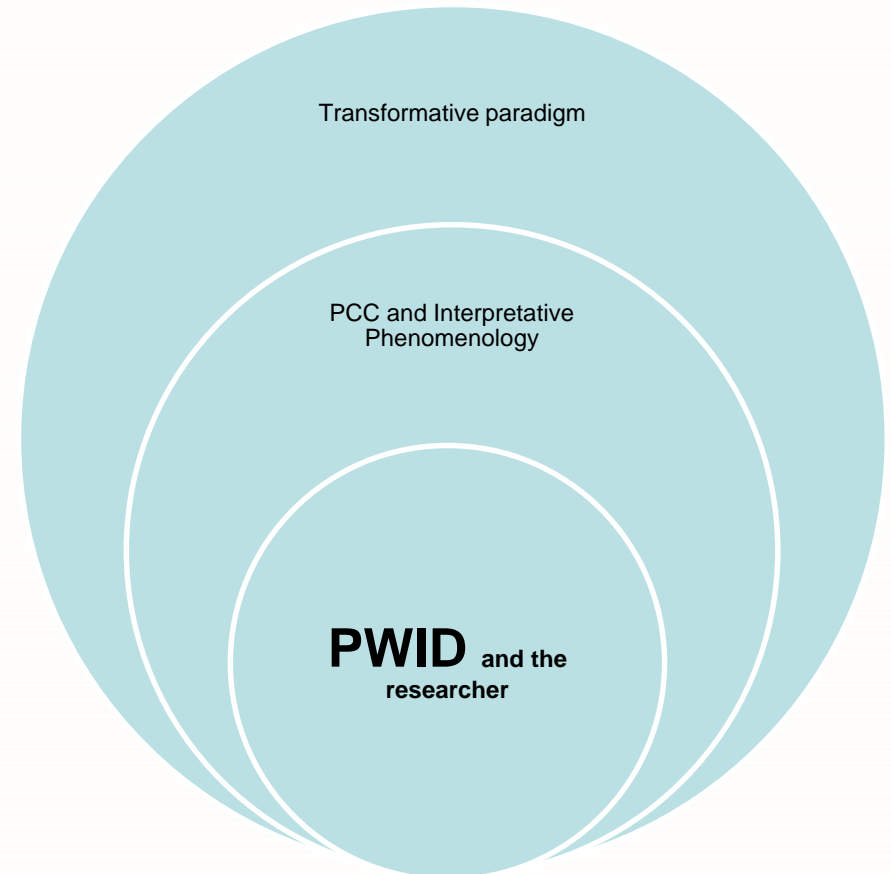 Transformative paradigm
PCC and Interpretative
Phenomenology
PWID and the
researcher